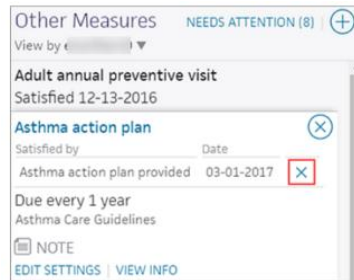 Other Measures NEEDS ATTENTION (8)
View by
Adult annual preventive visit
Satisfied 12-13-2016
Asthma action plan
Satisfied by Date
Asthma action plan provided 03-01-2017
Due every 1 year
Asthma Care Guidelines
NOTE
EDIT SETTINGS | VIEW INFO